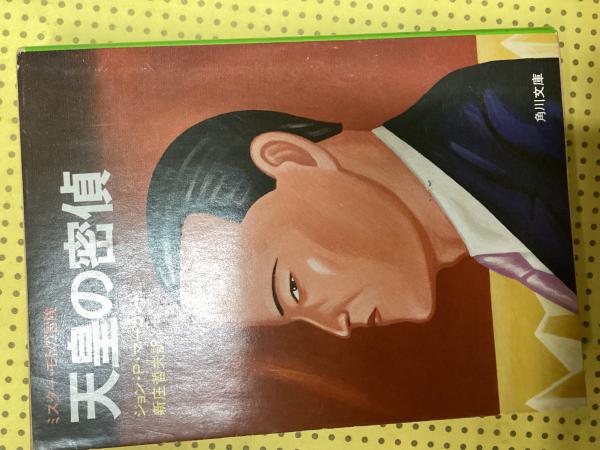 ミスター・モトの冒険
天皇の密偵
ジョン・P・
新庄哲夫訳
角川文庫